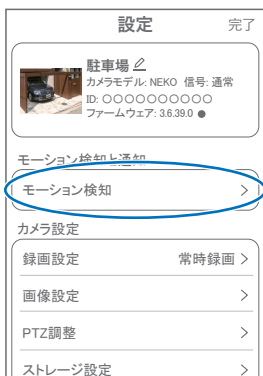 設定 完了
駐車場
カメラモデル: NEKO 信号: 通常
ID: 〇〇〇〇〇〇〇〇〇〇
ファームウェア: 3.6.39.0 ●
モーション検知と通知
モーション検知 >
カメラ設定
録画設定 常時録画 >
画像設定 >
PTZ調整 >
ストレージ設定 >